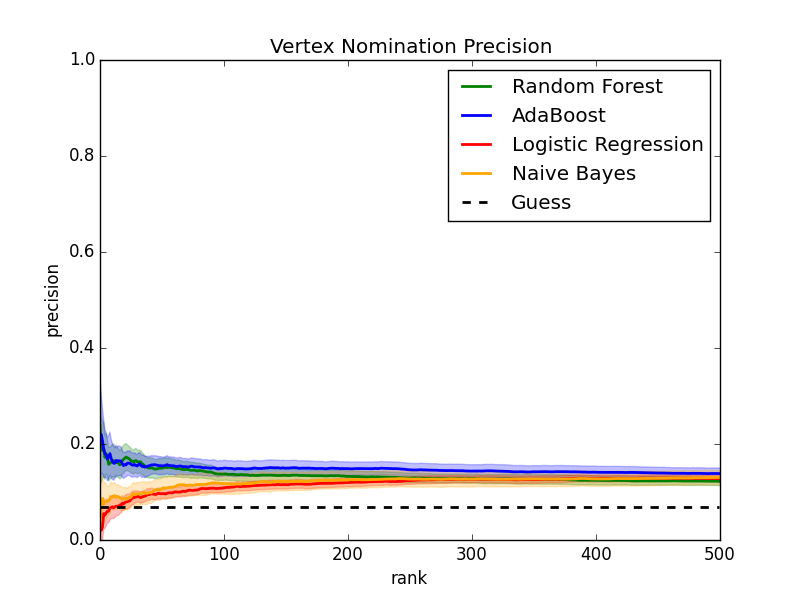 Vertex Nomination Precision
1.0
0.8
0.6
0.4
0.2
0.0
precision
Random Forest
AdaBoost
Logistic Regression
Naive Bayes
Guess
0 100 200 300 400 500
rank